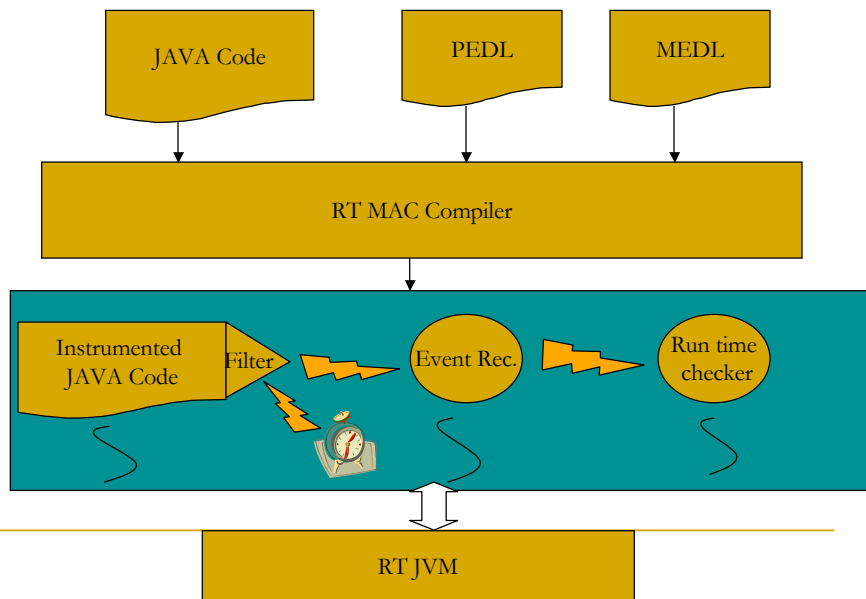 JAVA Code
PEDL
MEDL
RT MAC Compiler
Instrumented
JAVA Code
Filter
Event Rec.
Run time
checker
RT JVM